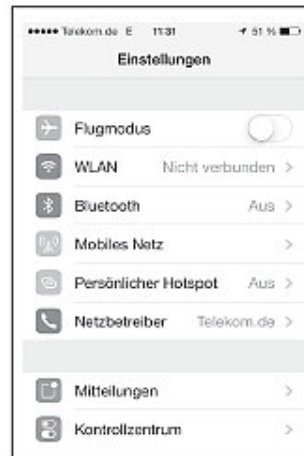 Telekom.de E 11:31 51 %
Einstellungen
Flugmodus
WLAN Nicht verbunden >
Bluetooth Aus >
Mobiles Netz >
Persönlicher Hotspot Aus >
Netzbetreiber Telekom.de >
Mitteilungen >
Kontrollzentrum >